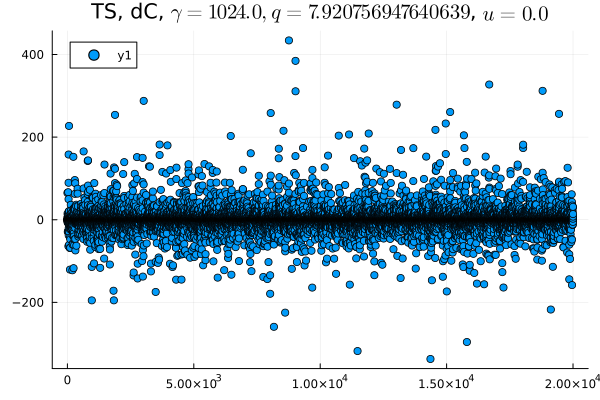 TS, dC, γ = 1024.0, q = 7.920756947640639, u = 0.0
y1
400
200
0
−200
0 5.00×10³ 1.00×10⁴ 1.50×10⁴ 2.00×10⁴